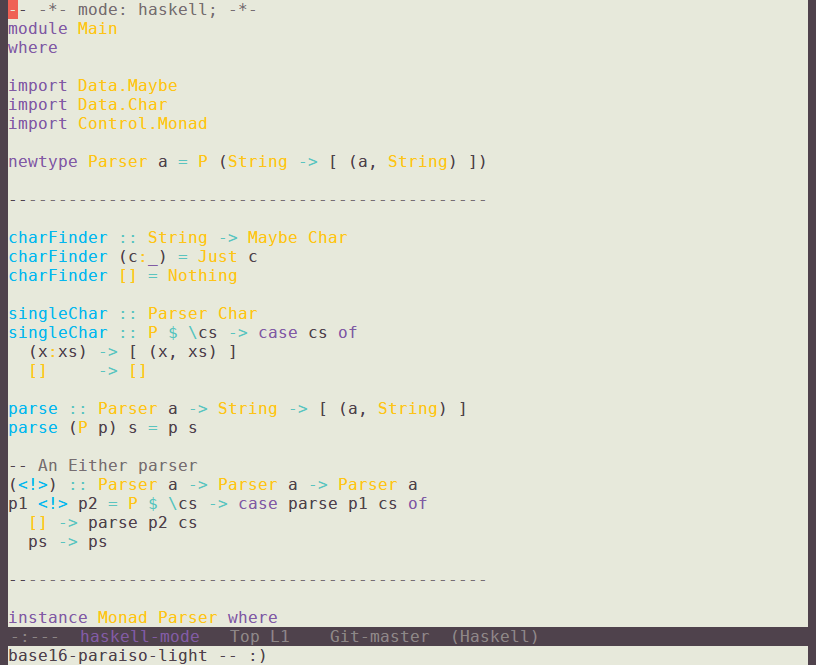 -- -*- mode: haskell; -*-
module Main
where

import Data.Maybe
import Data.Char
import Control.Monad

newtype Parser a = P (String -> [ (a, String) ])

------------------------------------------------

charFinder :: String -> Maybe Char
charFinder (c:_) = Just c
charFinder [] = Nothing

singleChar :: Parser Char
singleChar :: P $ \cs -> case cs of
  (x:xs) -> [ (x, xs) ]
  []     -> []

parse :: Parser a -> String -> [ (a, String) ]
parse (P p) s = p s

-- An Either parser
(<!>) :: Parser a -> Parser a -> Parser a
p1 <!> p2 = P $ \cs -> case parse p1 cs of
  [] -> parse p2 cs
  ps -> ps

------------------------------------------------

instance Monad Parser where
-:---  haskell-mode   Top L1    Git-master  (Haskell)
base16-paraiso-light -- :)